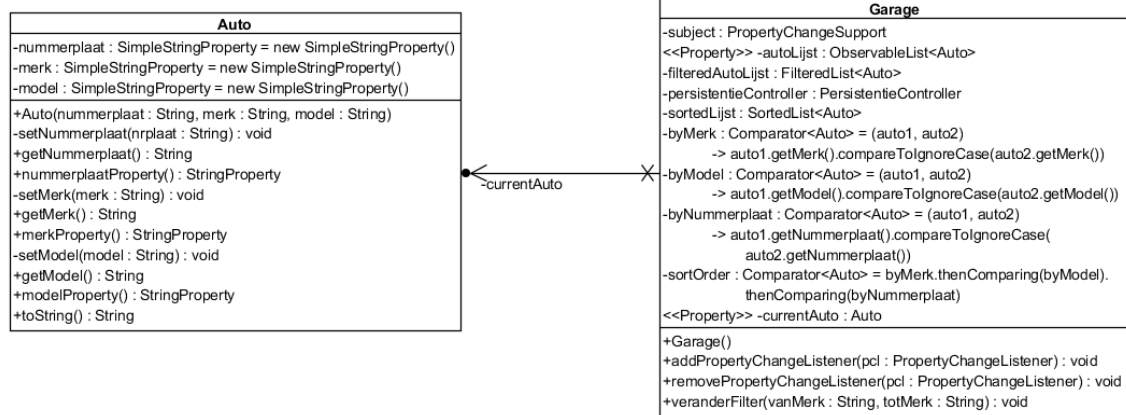 Auto
-nummerplaat : SimpleStringProperty = new SimpleStringProperty()
-merk : SimpleStringProperty = new SimpleStringProperty()
-model : SimpleStringProperty = new SimpleStringProperty()
+Auto(nummerplaat : String, merk : String, model : String)
-setNummerplaat(nrplaat : String) : void
+getNummerplaat() : String
+nummerplaatProperty() : StringProperty
-setMerk(merk : String) : void
+getMerk() : String
+merkProperty() : StringProperty
-setModel(model : String) : void
+getModel() : String
+modelProperty() : StringProperty
+toString() : String
-currentAuto
Garage
-subject : PropertyChangeSupport
<<Property>> -autoLijst : ObservableList<Auto>
-filteredAutoLijst : FilteredList<Auto>
-persistentieController : PersistentieController
-sortedLijst : SortedList<Auto>
-byMerk : Comparator<Auto> = (auto1, auto2)
-> auto1.getMerk().compareToIgnoreCase(auto2.getMerk())
-byModel : Comparator<Auto> = (auto1, auto2)
-> auto1.getModel().compareToIgnoreCase(auto2.getModel())
-byNummerplaat : Comparator<Auto> = (auto1, auto2)
-> auto1.getNummerplaat().compareToIgnoreCase(
auto2.getNummerplaat())
-sortOrder : Comparator<Auto> = byMerk.thenComparing(byModel).
thenComparing(byNummerplaat)
<<Property>> -currentAuto : Auto
+Garage()
+addPropertyChangeListener(pcl : PropertyChangeListener) : void
+removePropertyChangeListener(pcl : PropertyChangeListener) : void
+veranderFilter(vanMerk : String, totMerk : String) : void